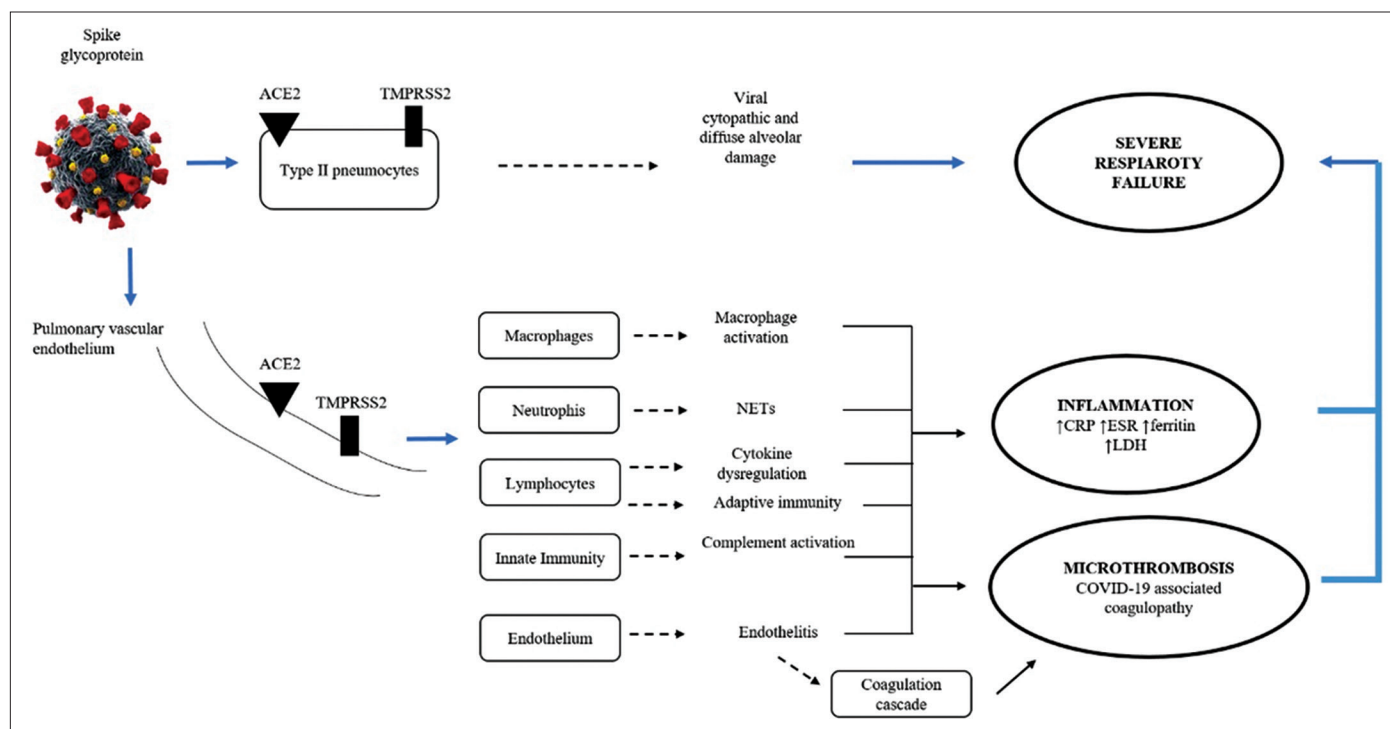 Spike
glycoprotein
ACE2
TMPRSS2
Type II pneumocytes
Viral
cytopathic and
diffuse alveolar
damage
SEVERE
RESPIAROTY
FAILURE
Pulmonary vascular
endothelium
ACE2
TMPRSS2
Macrophages
Macrophage
activation
Neutrophis
NETs
Lymphocytes
Cytokine
dysregulation
Adaptive immunity
Innate Immunity
Complement activation
Endothelium
Endothelitis
Coagulation
cascade
INFLAMMATION
↑CRP ↑ESR ↑ferritin
↑LDH
MICROTHROMBOSIS
COVID-19 associated
coagulopathy